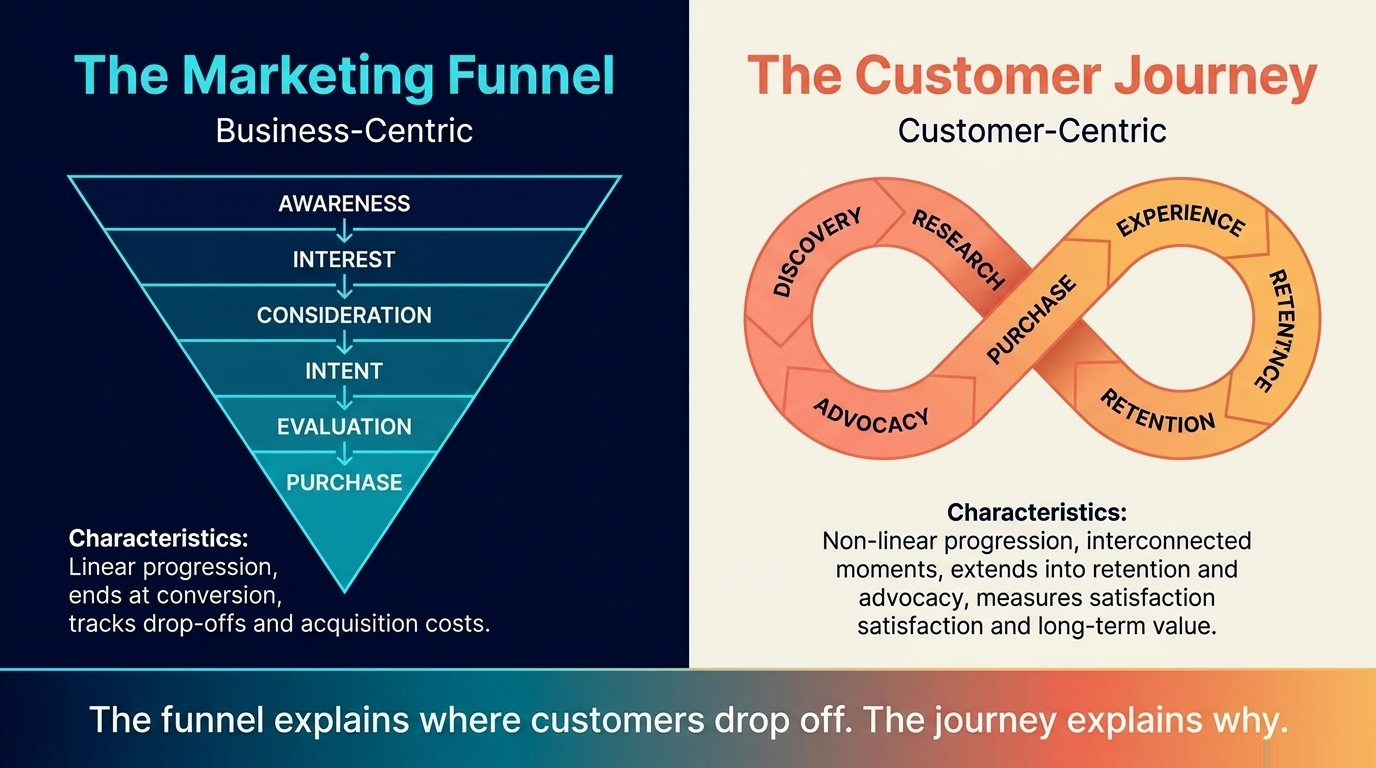 The Marketing Funnel
Business-Centric
AWARENESS
INTEREST
CONSIDERATION
INTENT
EVALUATION
PURCHASE
Characteristics:
Linear progression,
ends at conversion,
tracks drop-offs and acquisition costs.
The Customer Journey
Customer-Centric
DISCOVERY
RESEARCH
PURCHASE
EXPERIENCE
RETENTION
ADVOCACY
Characteristics:
Non-linear progression, interconnected
moments, extends into retention and
advocacy, measures satisfaction
satisfaction and long-term value.
The funnel explains where customers drop off. The journey explains why.